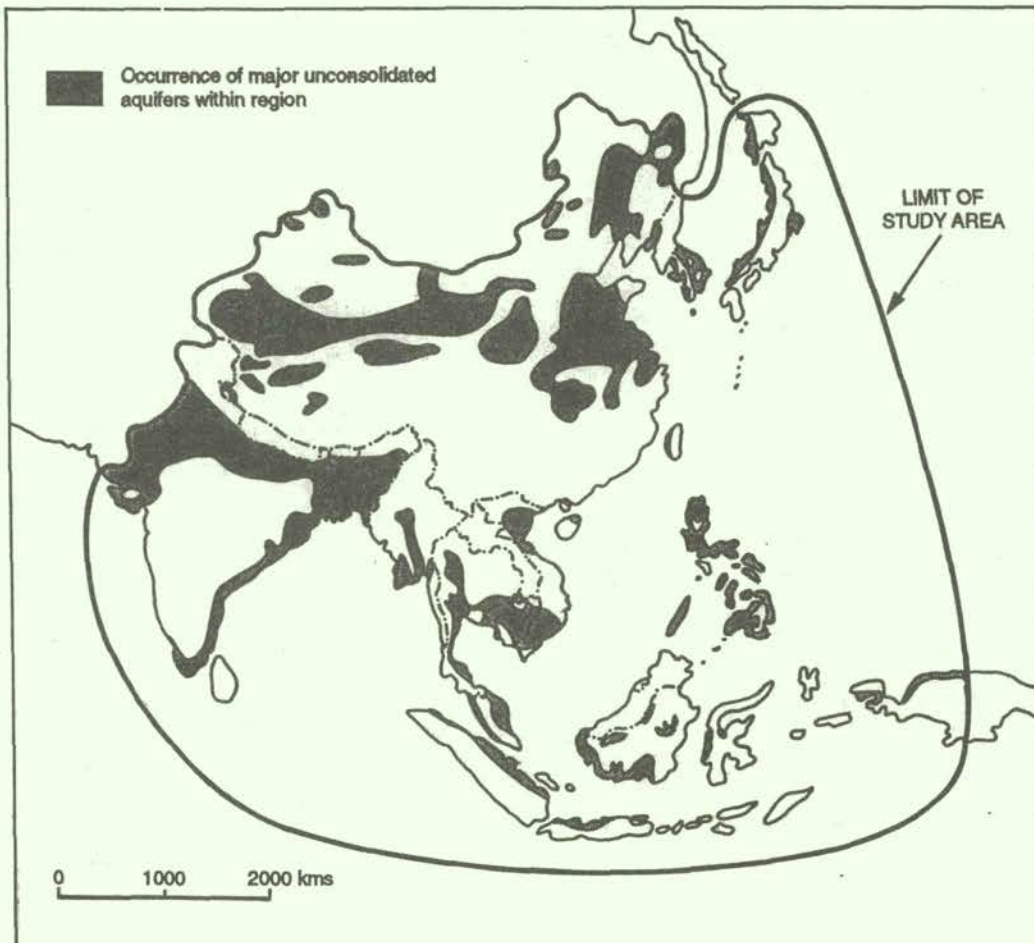 Occurrence of major unconsolidated
aquifers within region
LIMIT OF
STUDY AREA
0 1000 2000 kms